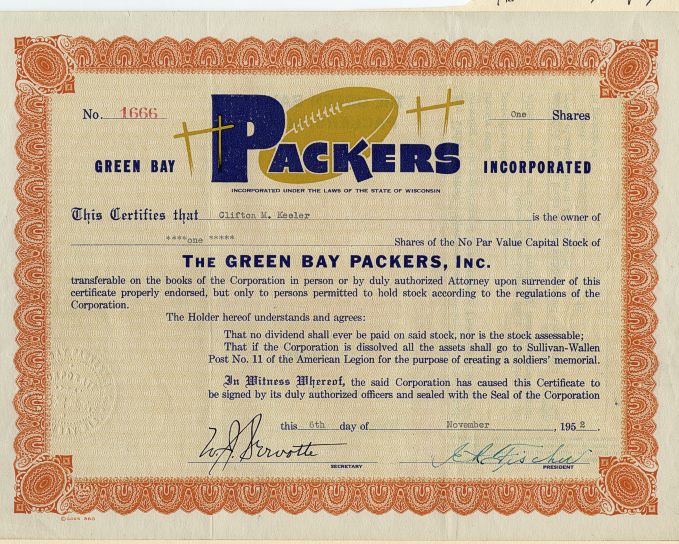 No. 1666
One Shares
PACKERS
GREEN BAY
INCORPORATED
INCORPORATED UNDER THE LAWS OF THE STATE OF WISCONSIN
This Certifies that Clifton M. Keeler is the owner of
****one ***** Shares of the No Par Value Capital Stock of
THE GREEN BAY PACKERS, INC.
transferable on the books of the Corporation in person or by duly authorized Attorney upon surrender of this
certificate properly endorsed, but only to persons permitted to hold stock according to the regulations of the
Corporation.
The Holder hereof understands and agrees:
That no dividend shall ever be paid on said stock, nor is the stock assessable;
That if the Corporation is dissolved all the assets shall go to Sullivan-Wallen
Post No. 11 of the American Legion for the purpose of creating a soldiers' memorial.
In Witness Whereof, the said Corporation has caused this Certificate to
be signed by its duly authorized officers and sealed with the Seal of the Corporation
this 6th day of November, 1952.
W. J. Servotte
SECRETARY
PRESIDENT
© GOES 580